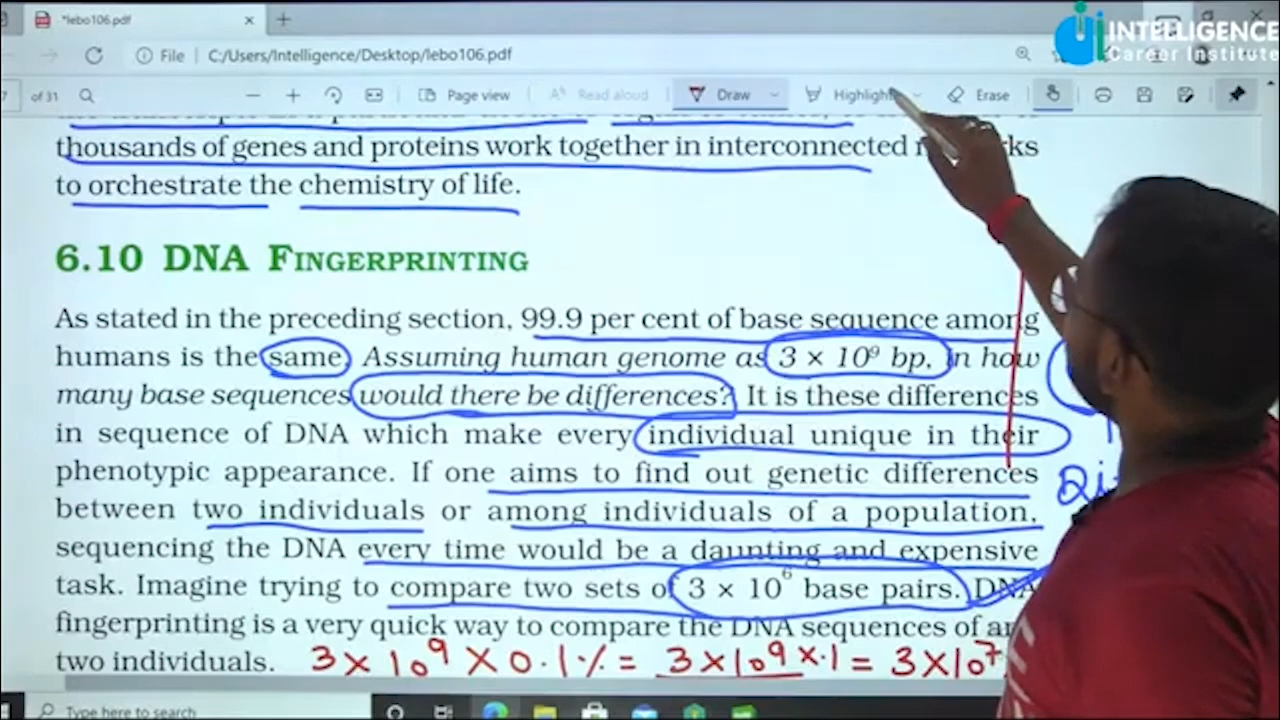 *lebo106.pdf
INTELLIGENCE
Career Institute
File C:/Users/Intelligence/Desktop/lebo106.pdf
7 of 31 Page view Read aloud Draw Highlight Erase
thousands of genes and proteins work together in interconnected
to orchestrate the chemistry of life.
6.10 DNA FINGERPRINTING
As stated in the preceding section, 99.9 per cent of base sequence among
humans is the same. Assuming human genome as 3 × 10⁹ bp, in how
many base sequences would there be differences? It is these differences
in sequence of DNA which make every individual unique in their
phenotypic appearance. If one aims to find out genetic differences
between two individuals or among individuals of a population,
sequencing the DNA every time would be a daunting and expensive
task. Imagine trying to compare two sets of 3 × 10⁶ base pairs. DNA
fingerprinting is a very quick way to compare the DNA sequences of any
two individuals. 3 × 10⁹ × 0.1% = 3×10⁹×.1 = 3×10⁷
Type here to search